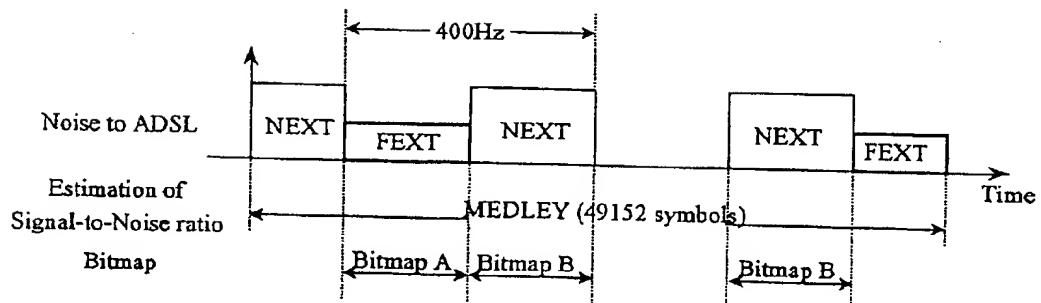 400Hz
Noise to ADSL
NEXT
FEXT
NEXT
NEXT
FEXT
Time
Estimation of
Signal-to-Noise ratio
MEDLEY (49152 symbols)
Bitmap
Bitmap A
Bitmap B
Bitmap B